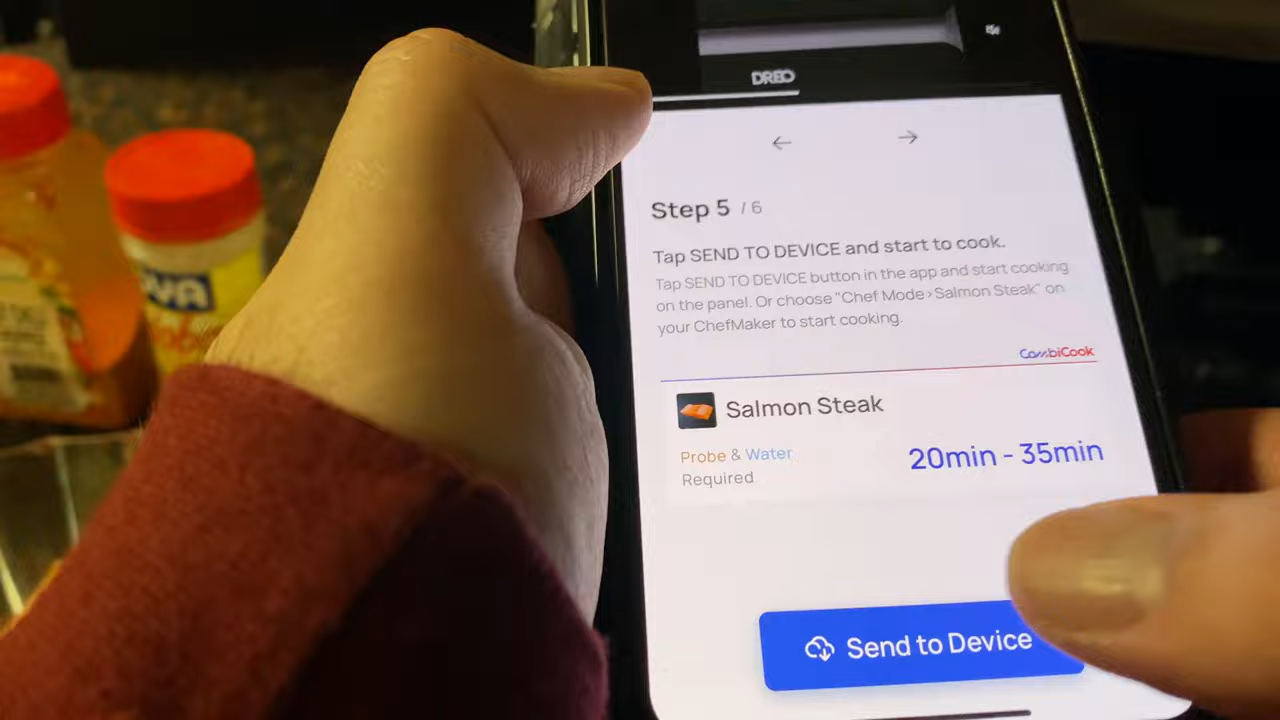 DREO
Step 5 / 6
Tap SEND TO DEVICE and start to cook.
Tap SEND TO DEVICE button in the app and start cooking
on the panel. Or choose "Chef Mode>Salmon Steak" on
your ChefMaker to start cooking.
CombiCook
Salmon Steak
Probe & Water
Required
20min - 35min
Send to Device